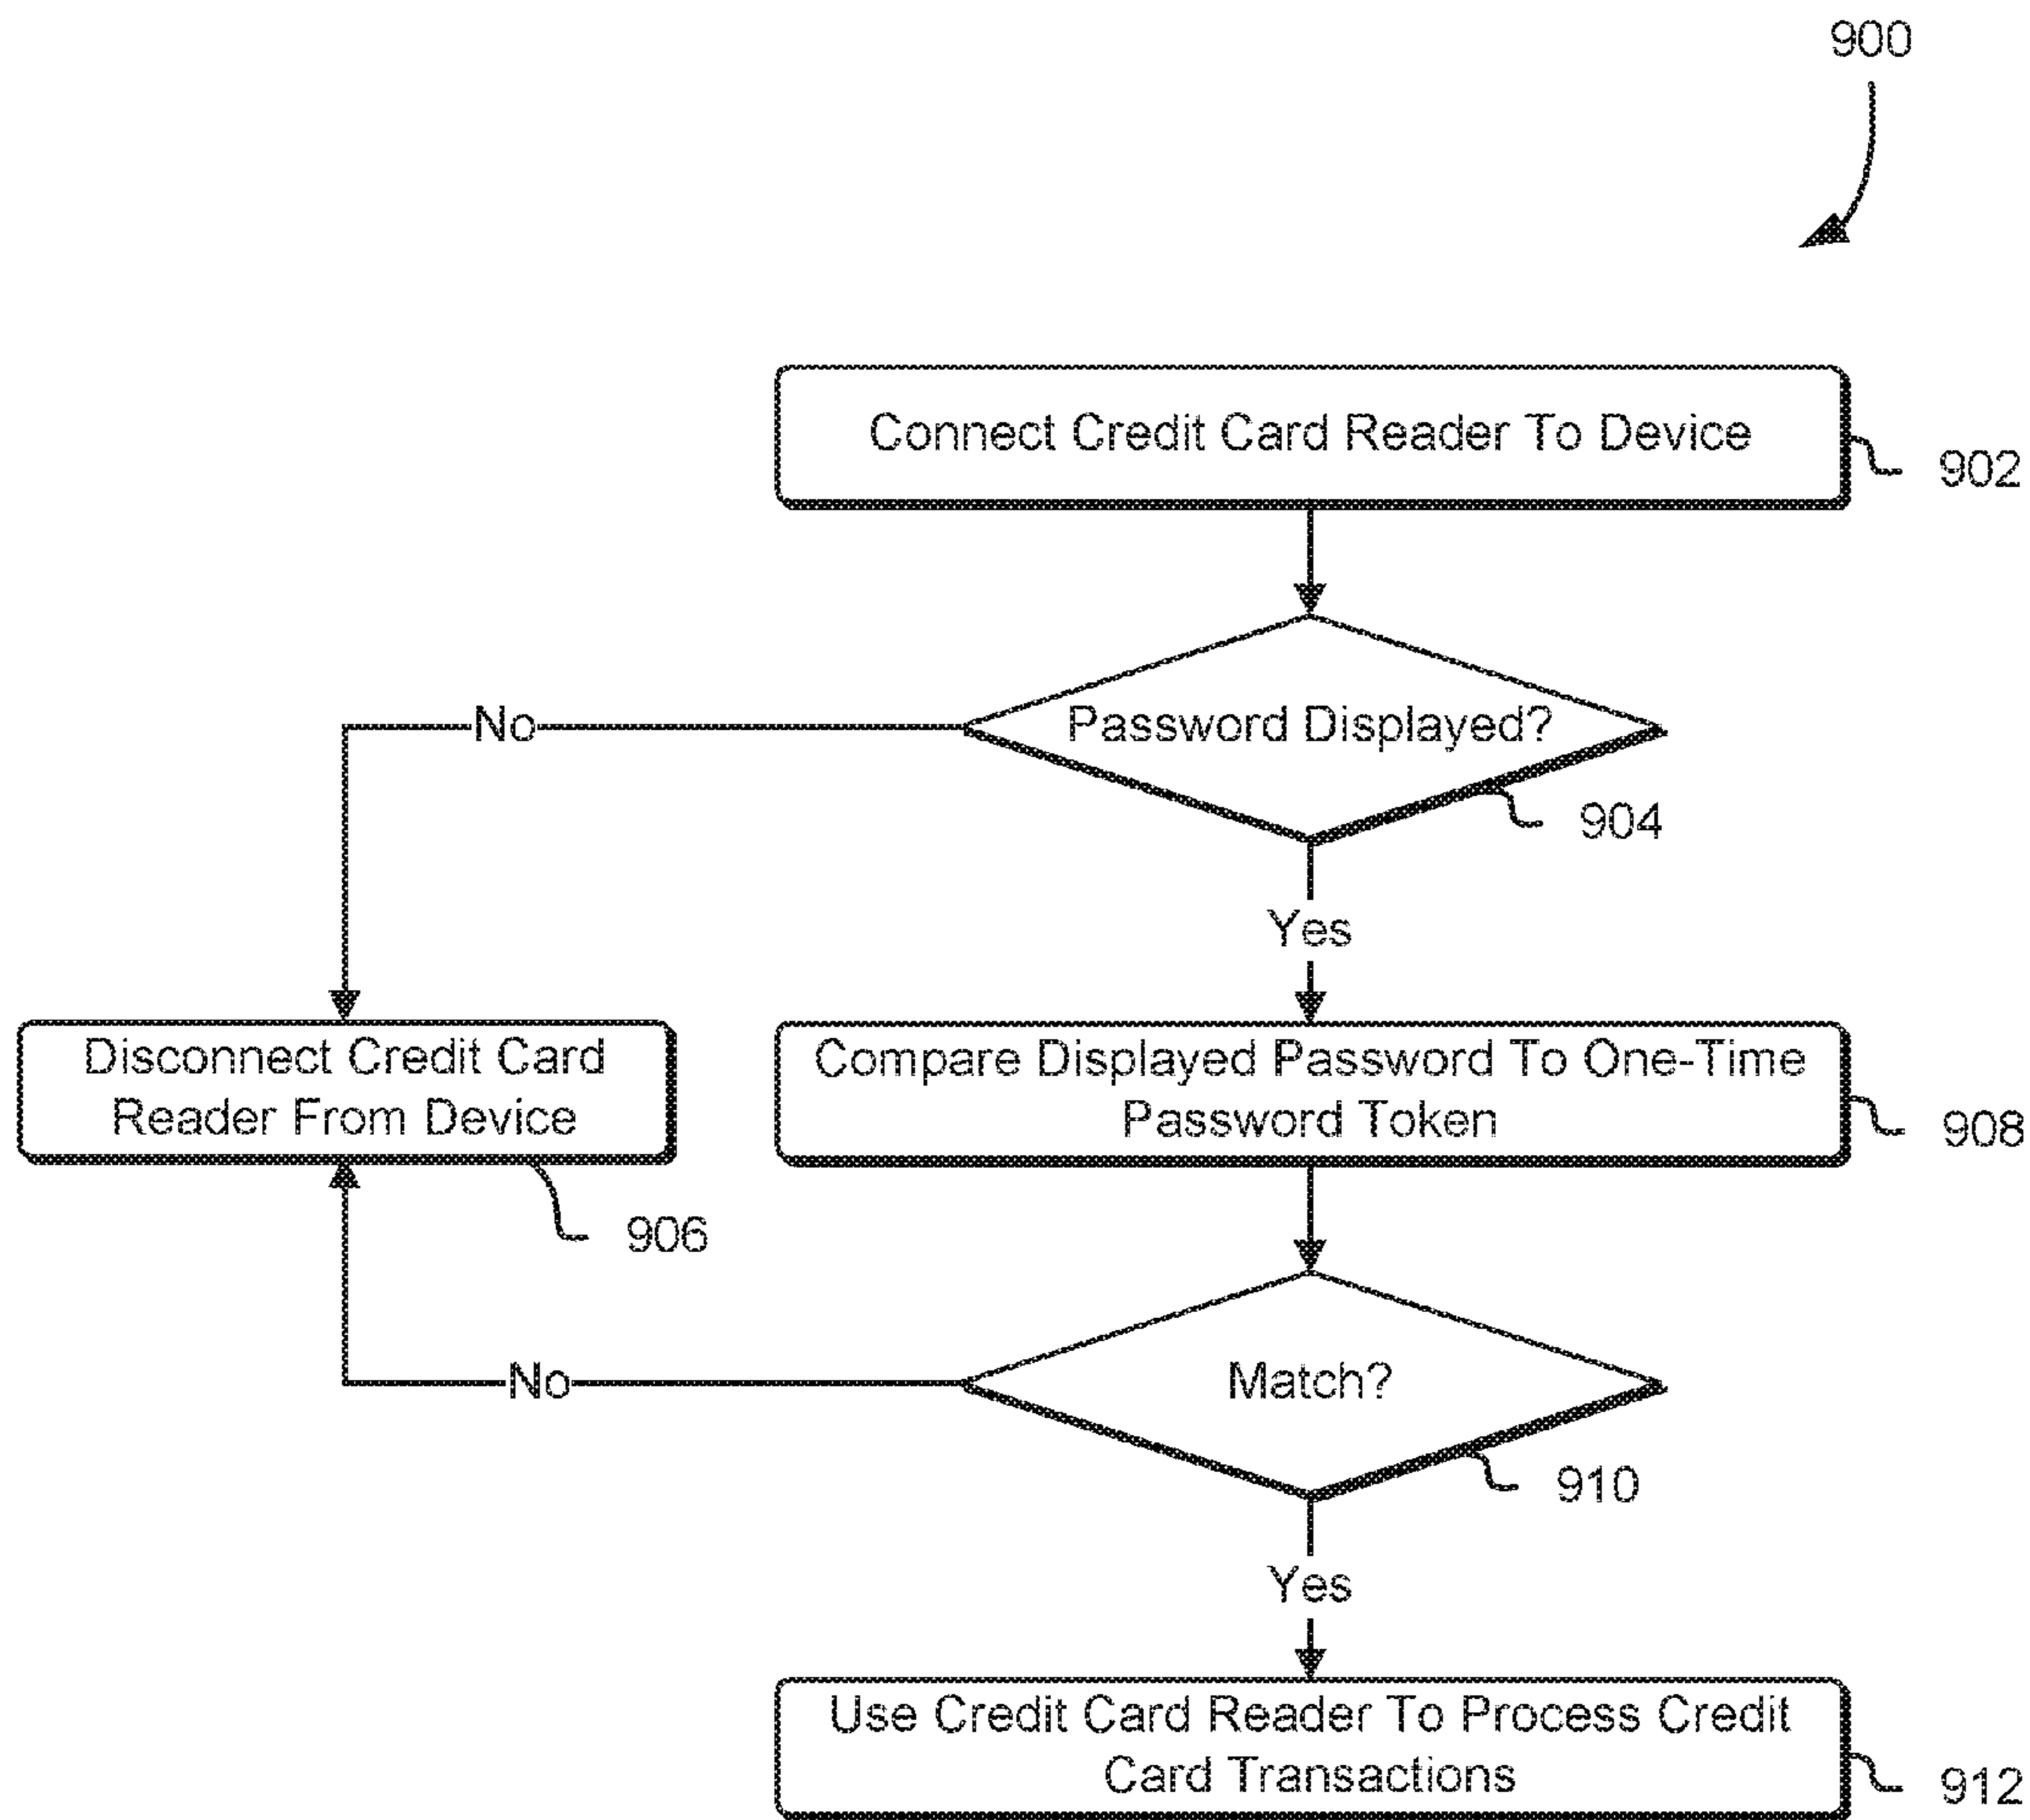 900
Connect Credit Card Reader To Device
902
No
Password Displayed?
904
Yes
Disconnect Credit Card
Reader From Device
906
Compare Displayed Password To One-Time
Password Token
908
No
Match?
910
Yes
Use Credit Card Reader To Process Credit
Card Transactions
912